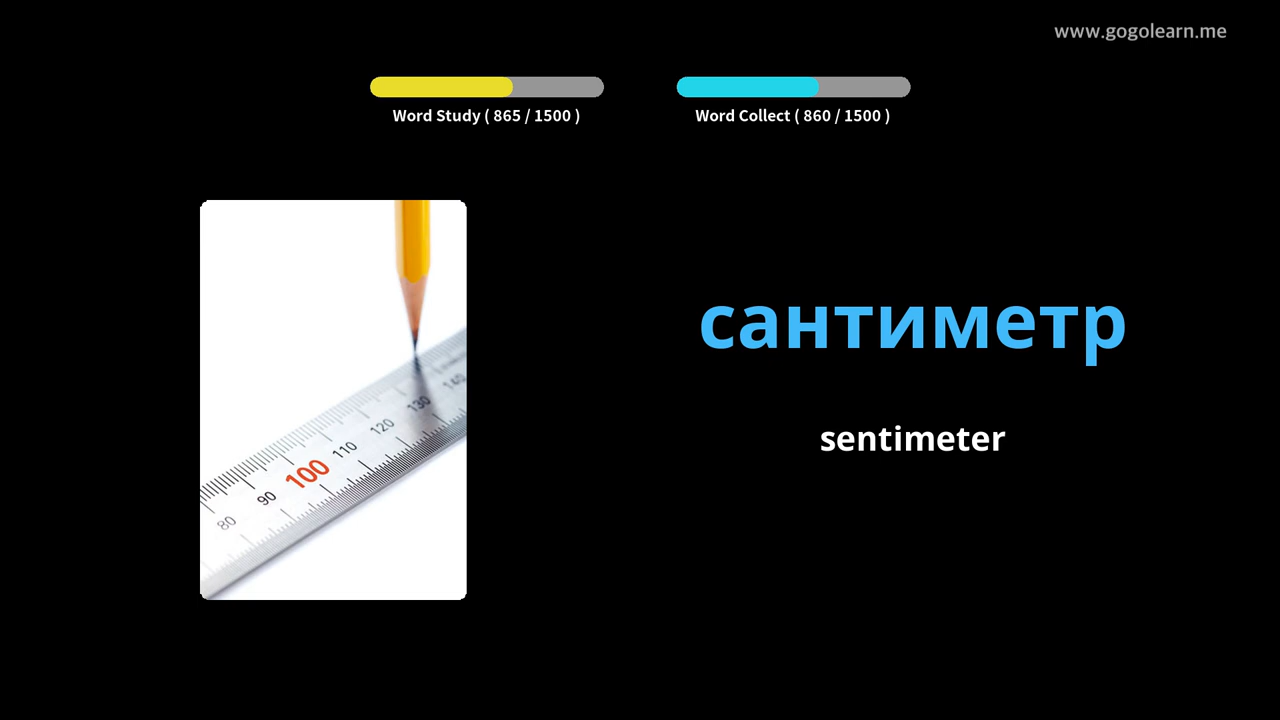 www.gogolearn.me
Word Study ( 865 / 1500 )
Word Collect ( 860 / 1500 )
сантиметр
sentimeter
80
90
100
110
120
130
140